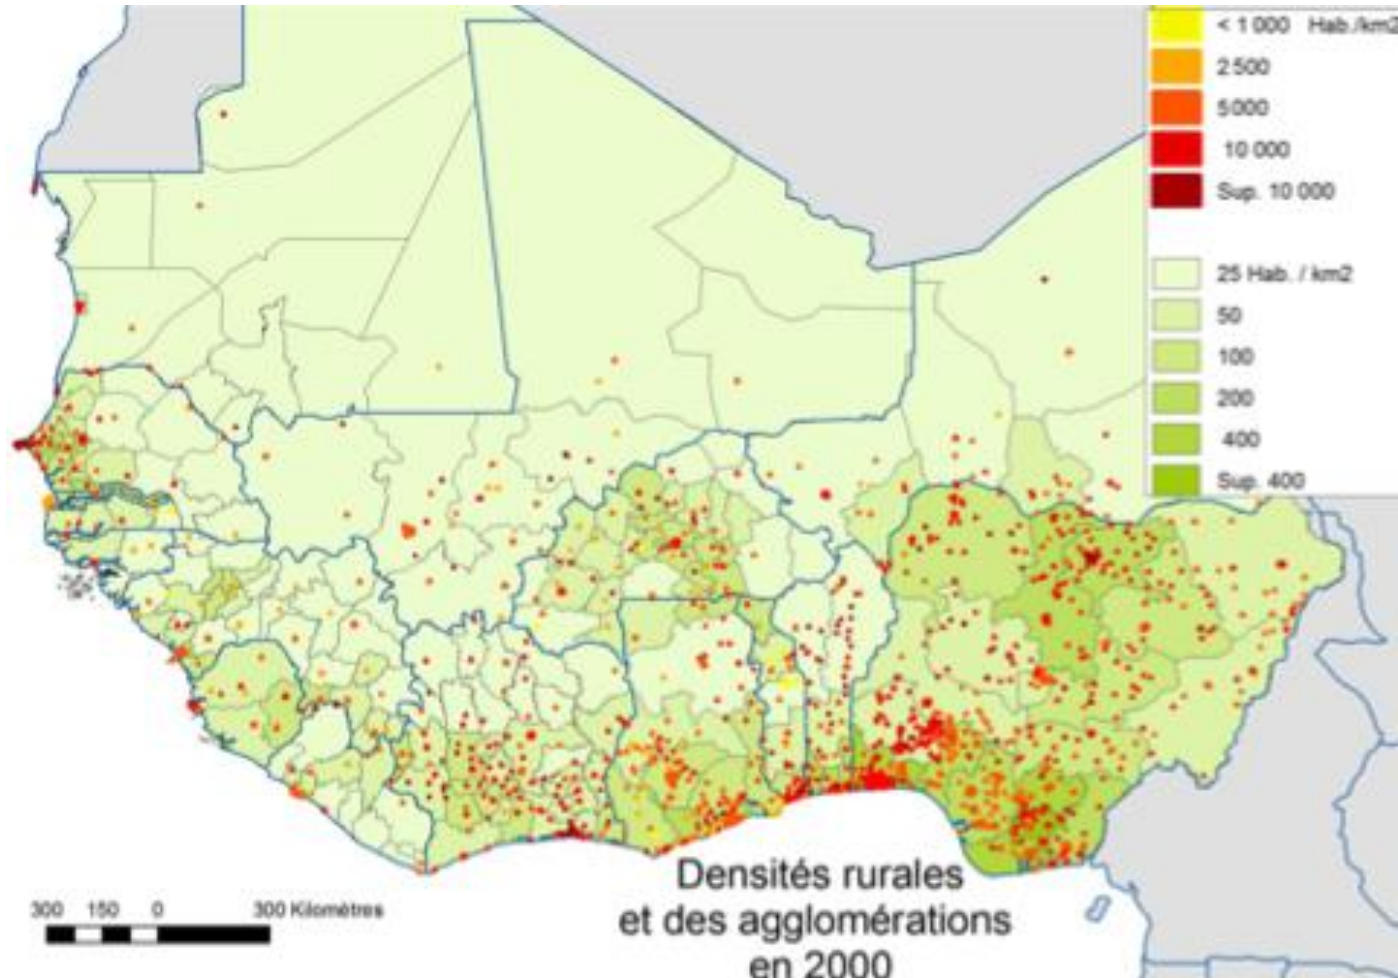 < 1 000 Hab./km2
2 500
5 000
10 000
Sup. 10 000
25 Hab. / km2
50
100
200
400
Sup. 400
300 150 0 300 Kilomètres
Densités rurales
et des agglomérations
en 2000